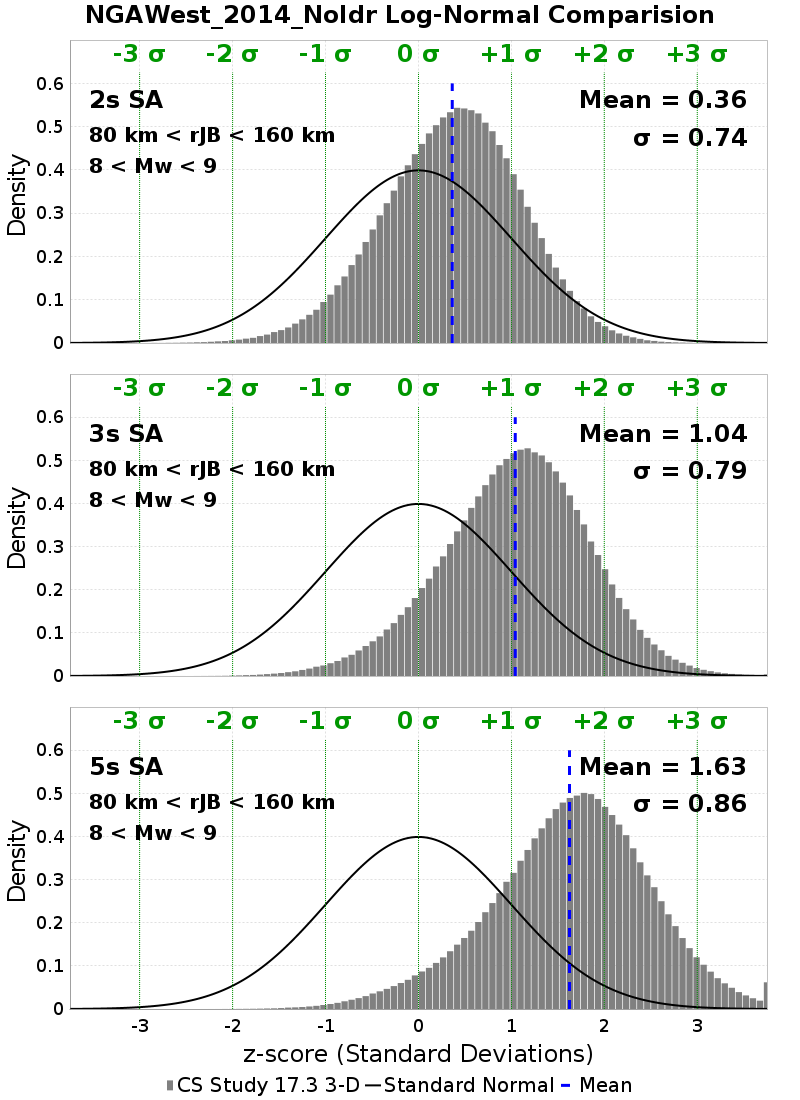 NGAWest_2014_NoIdr Log-Normal Comparision
-3 σ -2 σ -1 σ 0 σ +1 σ +2 σ +3 σ
2s SA
80 km < rJB < 160 km
8 < Mw < 9
Mean = 0.36
σ = 0.74
Density
0.6
0.5
0.4
0.3
0.2
0.1
0
-3 σ -2 σ -1 σ 0 σ +1 σ +2 σ +3 σ
3s SA
80 km < rJB < 160 km
8 < Mw < 9
Mean = 1.04
σ = 0.79
Density
0.6
0.5
0.4
0.3
0.2
0.1
0
-3 σ -2 σ -1 σ 0 σ +1 σ +2 σ +3 σ
5s SA
80 km < rJB < 160 km
8 < Mw < 9
Mean = 1.63
σ = 0.86
Density
0.6
0.5
0.4
0.3
0.2
0.1
0
-3 -2 -1 0 1 2 3
z-score (Standard Deviations)
CS Study 17.3 3-D Standard Normal Mean